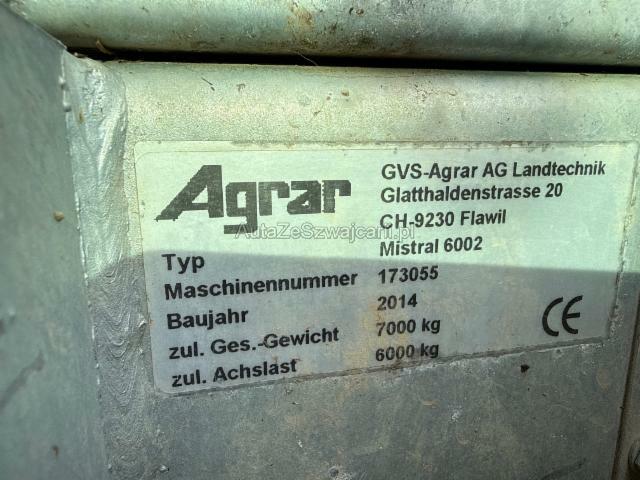 Agrar
GVS-Agrar AG Landtechnik
Glatthaldenstrasse 20
CH-9230 Flawil
AutaZeSzwajcarii.pl
Typ Mistral 6002
Maschinennummer 173055
Baujahr 2014
zul. Ges.-Gewicht 7000 kg
zul. Achslast 6000 kg
CE